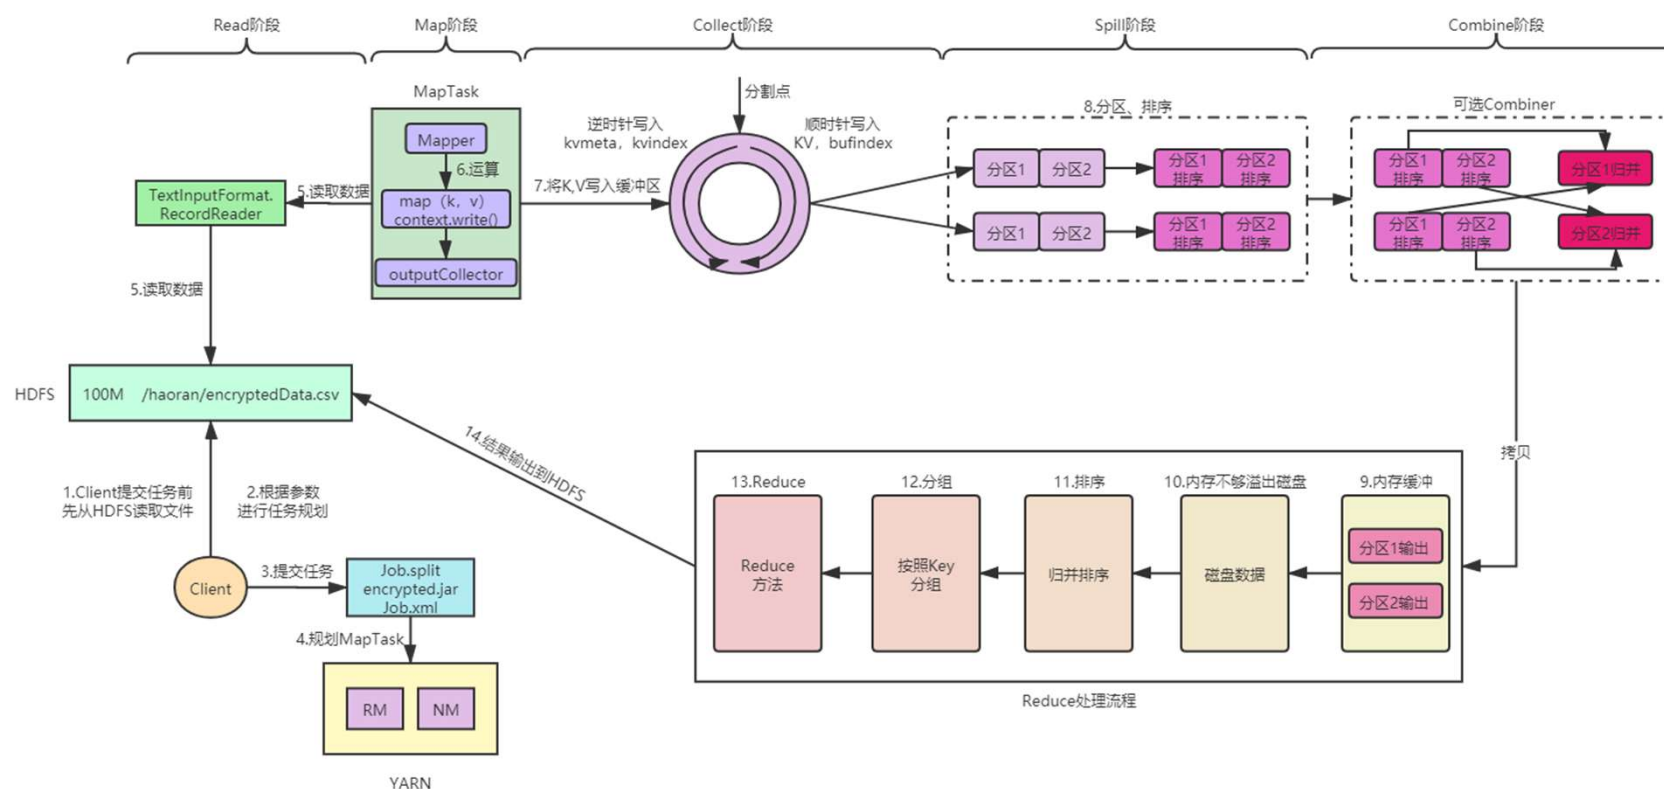 Read阶段
Map阶段
Collect阶段
Spill阶段
Combine阶段
MapTask
Mapper
6.运算
map（k，v）
context.write()
outputCollector
TextInputFormat.
RecordReader
5.读取数据
5.读取数据
7.将K,V写入缓冲区
分割点
逆时针写入
kvmeta，kvindex
顺时针写入
KV，bufindex
8.分区、排序
分区1
分区2
分区1
排序
分区2
排序
分区1
分区2
分区1
排序
分区2
排序
可选Combiner
分区1
排序
分区2
排序
分区1归并
分区1
排序
分区2
排序
分区2归并
拷贝
HDFS
100M /haoran/encryptedData.csv
1.Client提交任务前
先从HDFS读取文件
2.根据参数
进行任务规划
Client
3.提交任务
Job.split
encrypted.jar
Job.xml
4.规划MapTask
RM
NM
YARN
14.结果输出到HDFS
13.Reduce
12.分组
11.排序
10.内存不够溢出磁盘
9.内存缓冲
Reduce
方法
按照Key
分组
归并排序
磁盘数据
分区1输出
分区2输出
Reduce处理流程